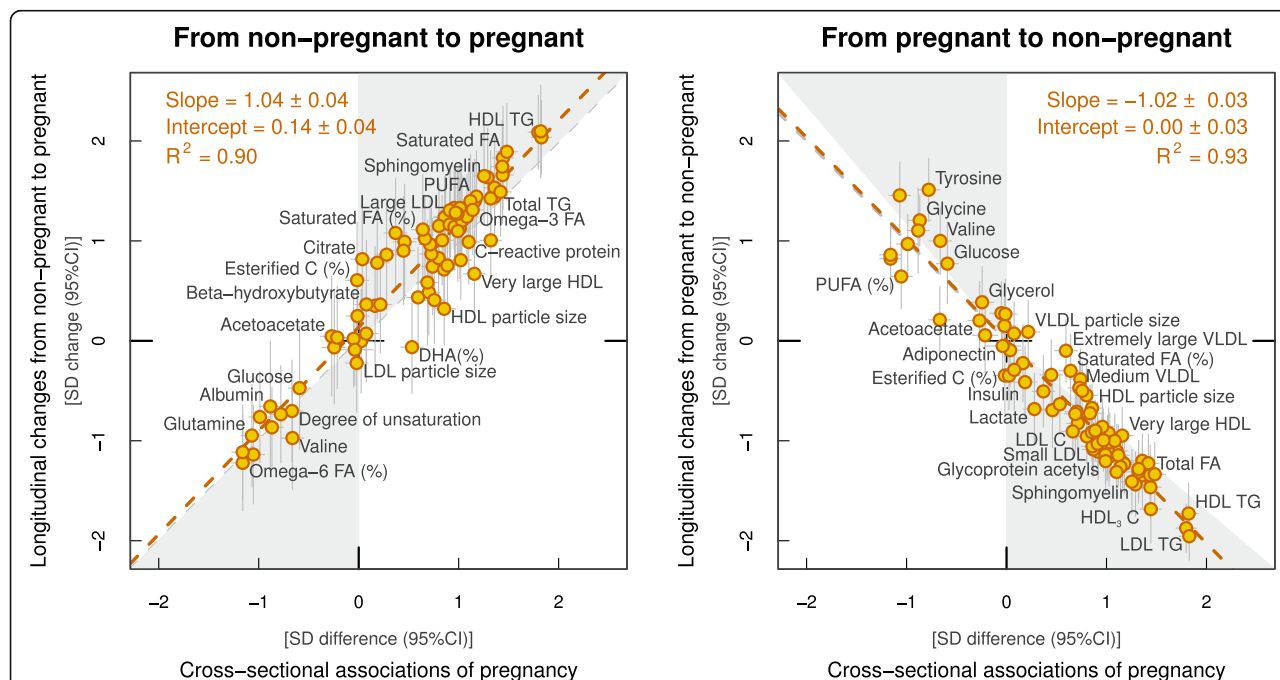 From non−pregnant to pregnant
Slope = 1.04 ± 0.04
Intercept = 0.14 ± 0.04
R² = 0.90
Longitudinal changes from non−pregnant to pregnant
[SD change (95%CI)]
2
1
0
−1
−2
HDL TG
Saturated FA
Sphingomyelin
PUFA
Large LDL
Total TG
Saturated FA (%)
Omega−3 FA
Citrate
C−reactive protein
Esterified C (%)
Very large HDL
Beta−hydroxybutyrate
HDL particle size
Acetoacetate
DHA(%)
LDL particle size
Glucose
Albumin
Degree of unsaturation
Glutamine
Valine
Omega−6 FA (%)
−2 −1 0 1 2
[SD difference (95%CI)]
Cross−sectional associations of pregnancy
From pregnant to non−pregnant
Slope = −1.02 ± 0.03
Intercept = 0.00 ± 0.03
R² = 0.93
Longitudinal changes from pregnant to non−pregnant
[SD change (95%CI)]
2
1
0
−1
−2
Tyrosine
Glycine
Valine
Glucose
PUFA (%)
Glycerol
VLDL particle size
Acetoacetate
Extremely large VLDL
Adiponectin
Saturated FA (%)
Esterified C (%)
Medium VLDL
Insulin
HDL particle size
Lactate
Very large HDL
LDL C
Small LDL
Total FA
Glycoprotein acetyls
Sphingomyelin
HDL TG
HDL₃ C
LDL TG
−2 −1 0 1 2
[SD difference (95%CI)]
Cross−sectional associations of pregnancy